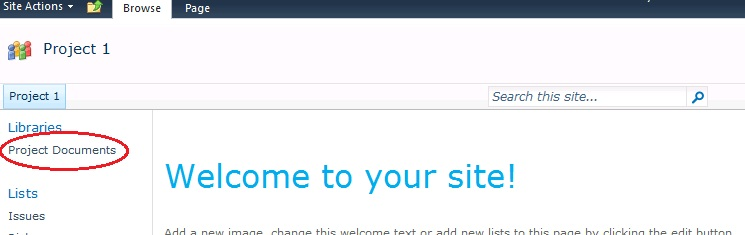 Site Actions Browse Page
Project 1
Project 1 Search this site...
Libraries
Project Documents
Welcome to your site!
Lists
Issues
Add a new image, change this welcome text or add new lists to this page by clicking the edit button